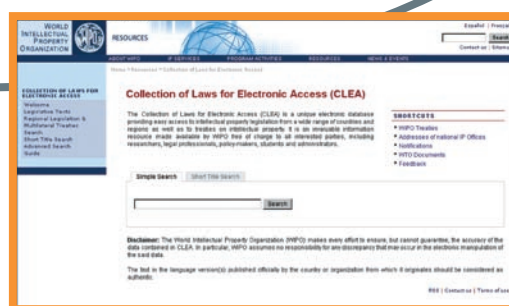 WORLD
INTELLECTUAL
PROPERTY
ORGANIZATION
RESOURCES
Español | Français
Search
Contact us | Sitemap
ABOUT WIPO IP SERVICES PROGRAM ACTIVITIES RESOURCES NEWS & EVENTS
Home > Resources > Collection of Laws for Electronic Access
COLLECTION OF LAWS FOR
ELECTRONIC ACCESS
Welcome
Legislative Texts
Regional Legislation &
Multilateral Treaties
Search
Short Title Search
Advanced Search
Guide
Collection of Laws for Electronic Access (CLEA)
The Collection of Laws for Electronic Access (CLEA) is a unique electronic database
providing easy access to intellectual property legislation from a wide range of countries and
regions as well as to treaties on intellectual property. It is an invaluable information
resource made available by WIPO free of charge to all interested parties, including
researchers, legal professionals, policy-makers, students and administrators.
SHORTCUTS
WIPO Treaties
Addresses of national IP Offices
Notifications
WTO Documents
Feedback
Simple Search Short Title Search
Search
Disclaimer: The World Intellectual Property Organization (WIPO) makes every effort to ensure, but cannot guarantee, the accuracy of the
data contained in CLEA. In particular, WIPO assumes no responsibility for any discrepancy that may occur in the electronic manipulation of
the said data.
The text in the language version(s) published officially by the country or organization from which it originates should be considered as
authentic.
RSS | Contact us | Terms of use